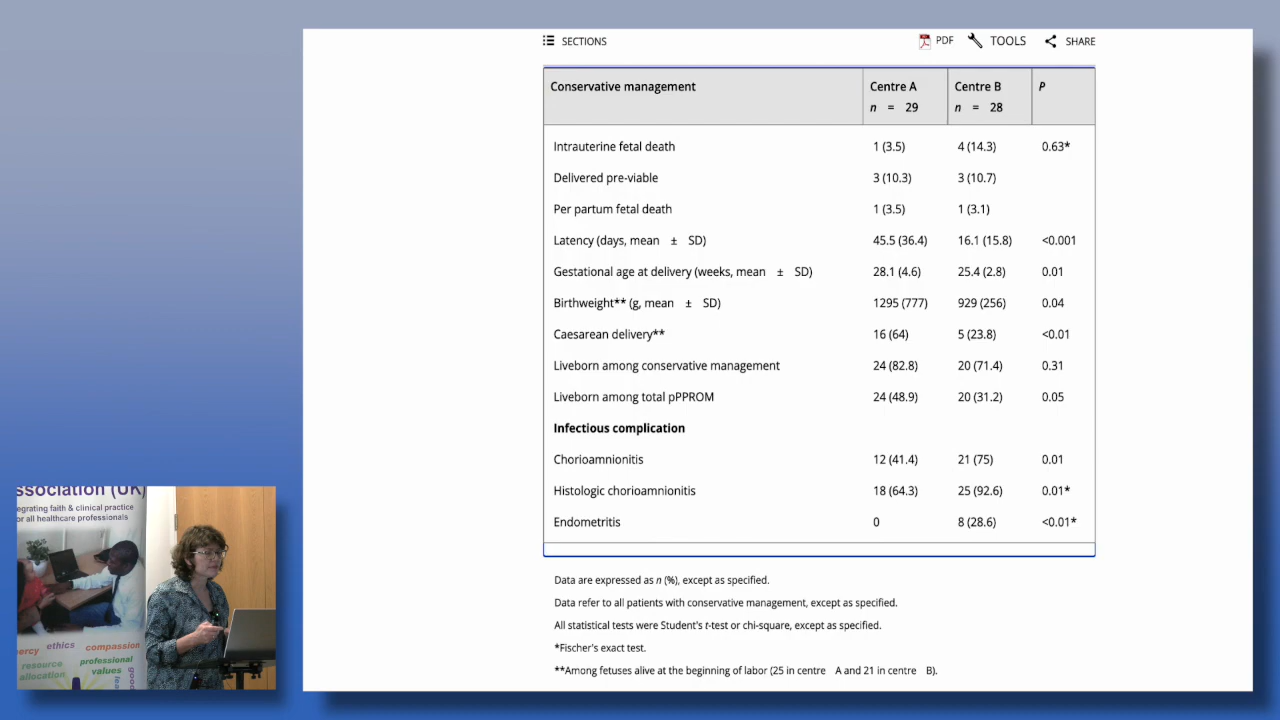 SECTIONS PDF TOOLS SHARE
Conservative management Centre A n = 29 Centre B n = 28 P
Intrauterine fetal death 1 (3.5) 4 (14.3) 0.63*
Delivered pre-viable 3 (10.3) 3 (10.7)
Per partum fetal death 1 (3.5) 1 (3.1)
Latency (days, mean ± SD) 45.5 (36.4) 16.1 (15.8) <0.001
Gestational age at delivery (weeks, mean ± SD) 28.1 (4.6) 25.4 (2.8) 0.01
Birthweight** (g, mean ± SD) 1295 (777) 929 (256) 0.04
Caesarean delivery** 16 (64) 5 (23.8) <0.01
Liveborn among conservative management 24 (82.8) 20 (71.4) 0.31
Liveborn among total pPPROM 24 (48.9) 20 (31.2) 0.05
Infectious complication
Chorioamnionitis 12 (41.4) 21 (75) 0.01
Histologic chorioamnionitis 18 (64.3) 25 (92.6) 0.01*
Endometritis 0 8 (28.6) <0.01*
Data are expressed as n (%), except as specified.
Data refer to all patients with conservative management, except as specified.
All statistical tests were Student's t-test or chi-square, except as specified.
*Fischer's exact test.
**Among fetuses alive at the beginning of labor (25 in centre A and 21 in centre B).
ssociation (UK)
egrating faith & clinical practice
or all healthcare professionals
ercy ethics compassion
resource professional
allocation values